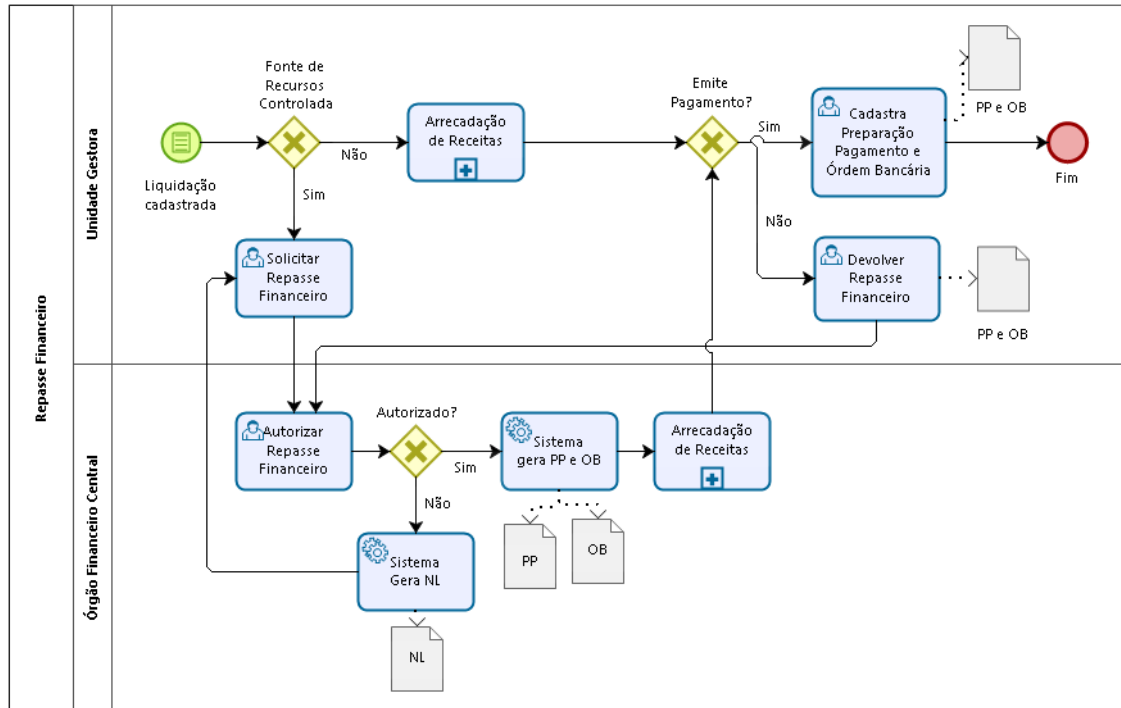 Repasse Financeiro
Unidade Gestora
Fonte de
Recursos
Controlada
Liquidação
cadastrada
Não
Sim
Arrecadação
de Receitas
Emite
Pagamento?
Sim
Não
Cadastra
Preparação
Pagamento e
Órdem Bancária
PP e OB
Fim
Solicitar
Repasse
Financeiro
Devolver
Repasse
Financeiro
PP e OB
Órgão Financeiro Central
Autorizar
Repasse
Financeiro
Autorizado?
Sim
Não
Sistema
gera PP e OB
Arrecadação
de Receitas
PP
OB
Sistema
Gera NL
NL